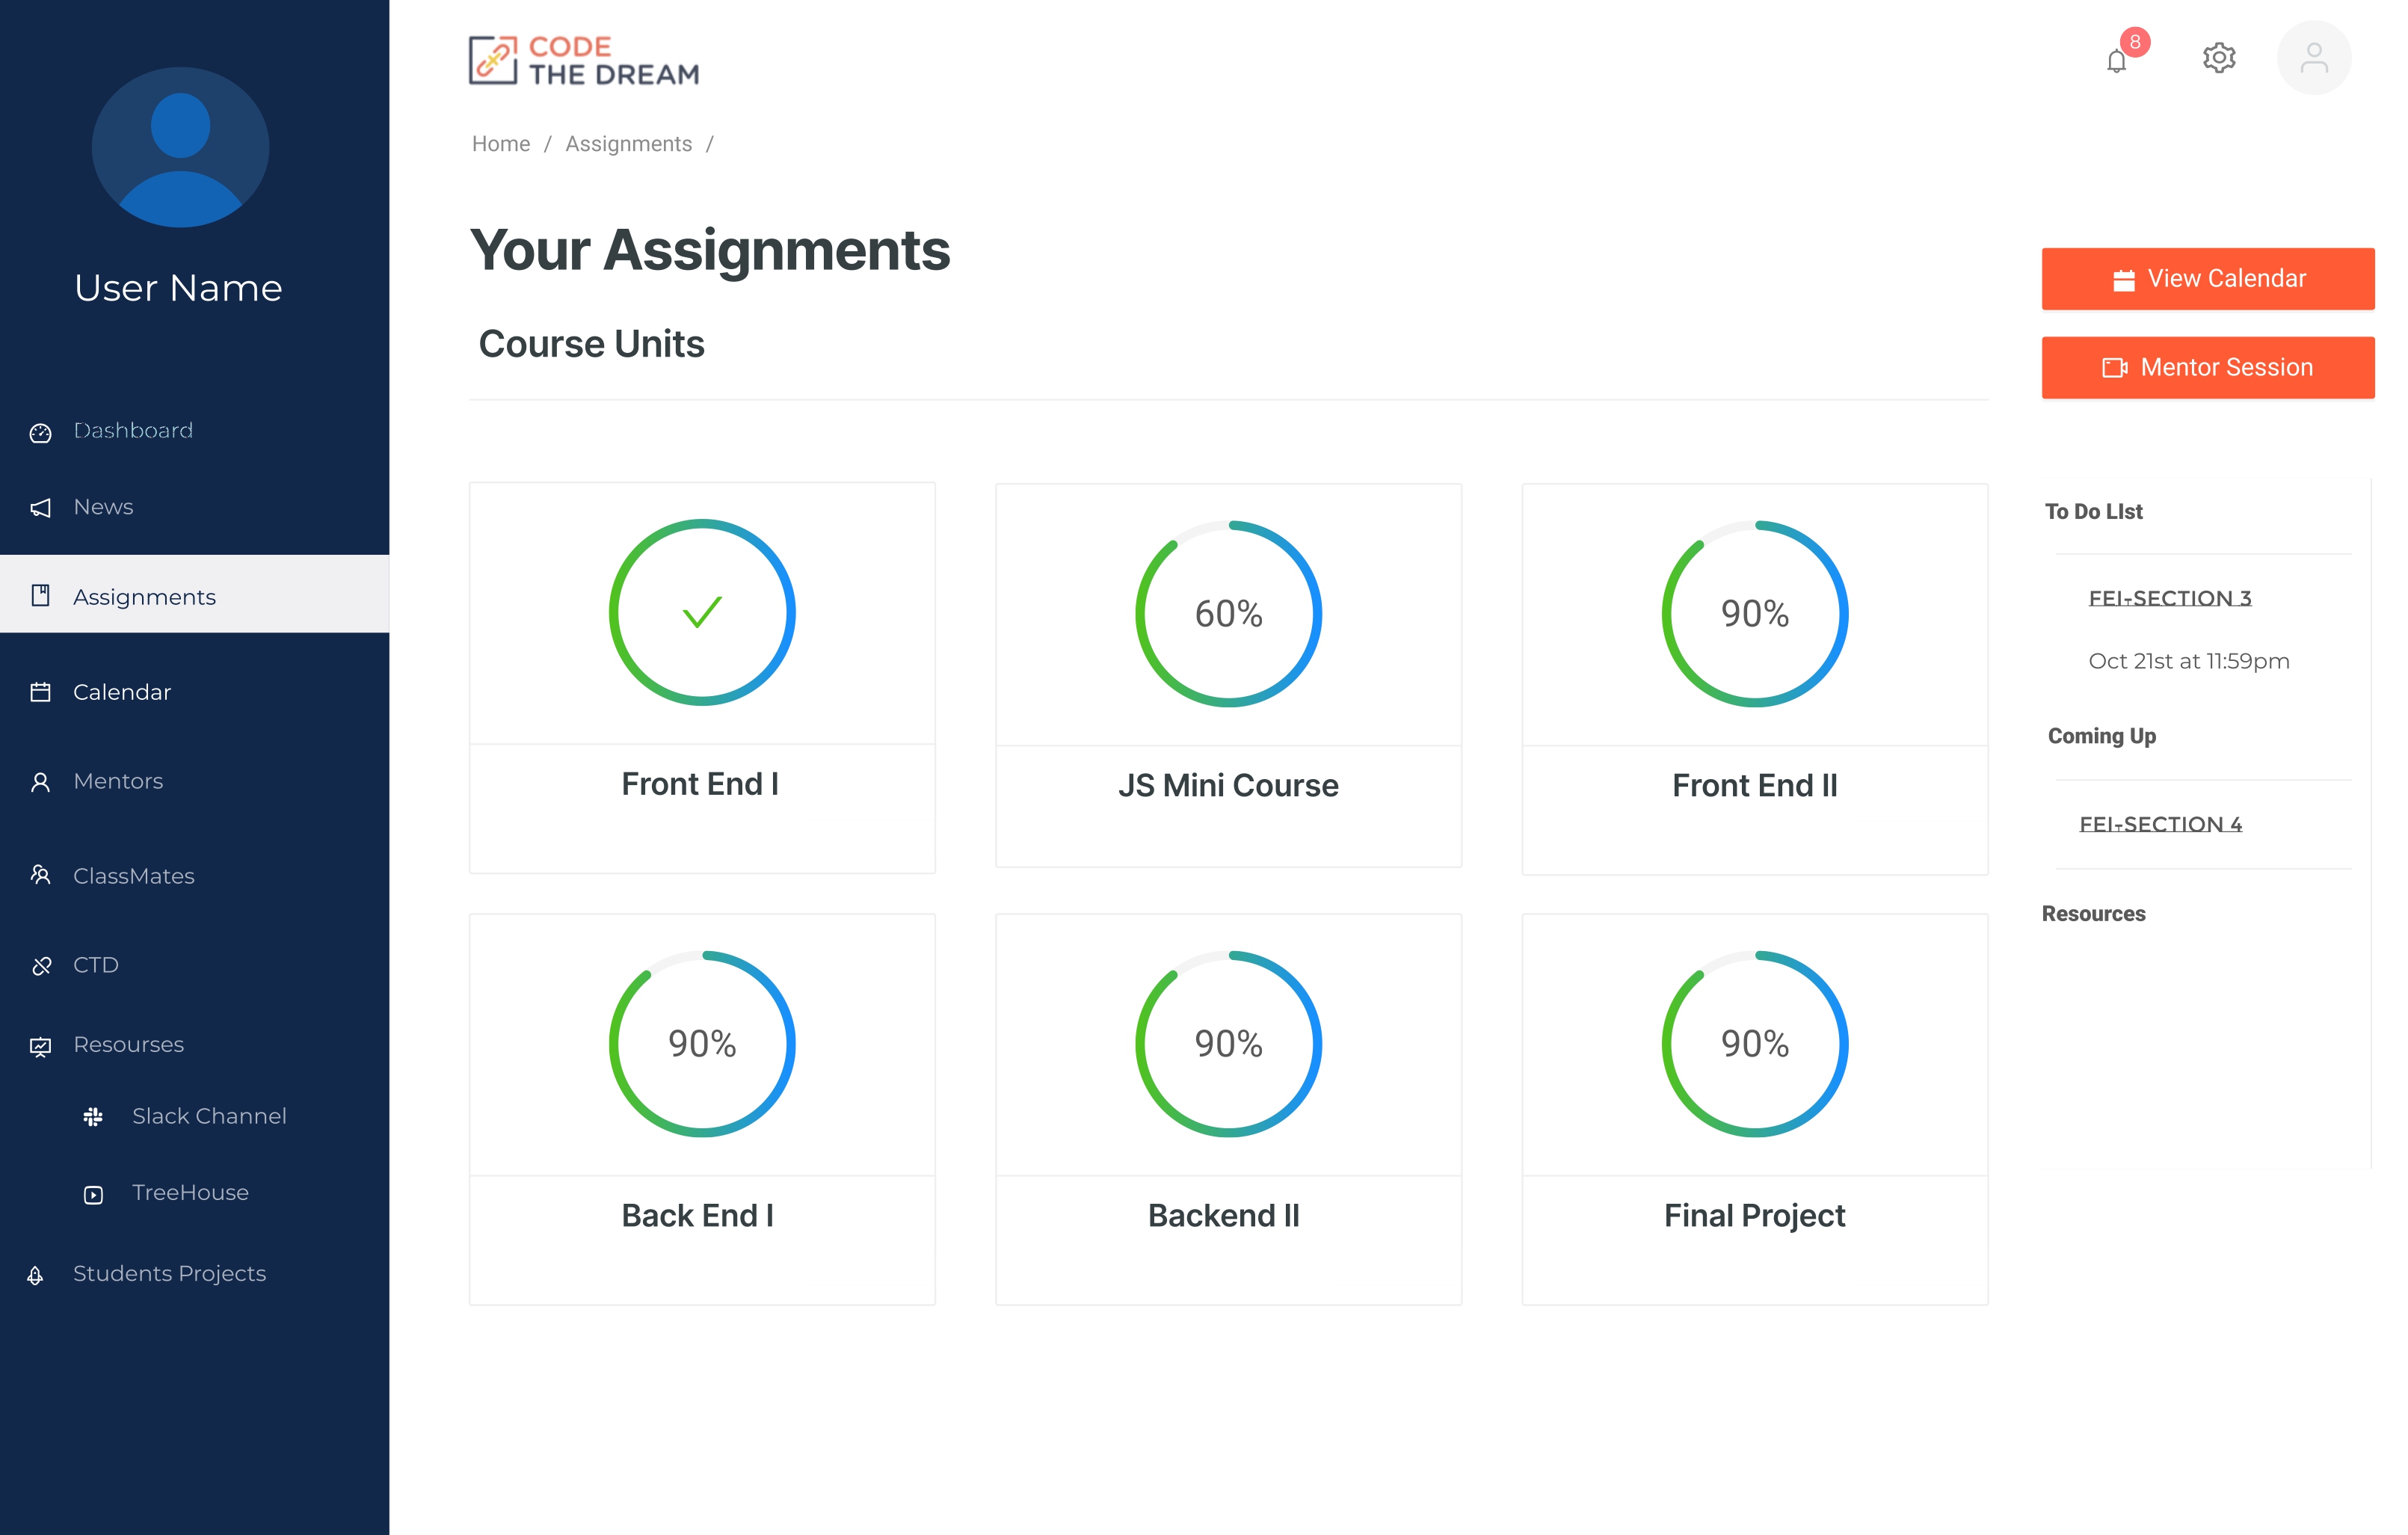 User Name
Dashboard
News
Assignments
Calendar
Mentors
ClassMates
CTD
Resourses
Slack Channel
TreeHouse
Students Projects
CODE
THE DREAM
8
Home / Assignments /
Your Assignments
Course Units
View Calendar
Mentor Session
Front End I
60%
JS Mini Course
90%
Front End II
90%
Back End I
90%
Backend II
90%
Final Project
To Do LIst
FEI-SECTION 3
Oct 21st at 11:59pm
Coming Up
FEI-SECTION 4
Resources